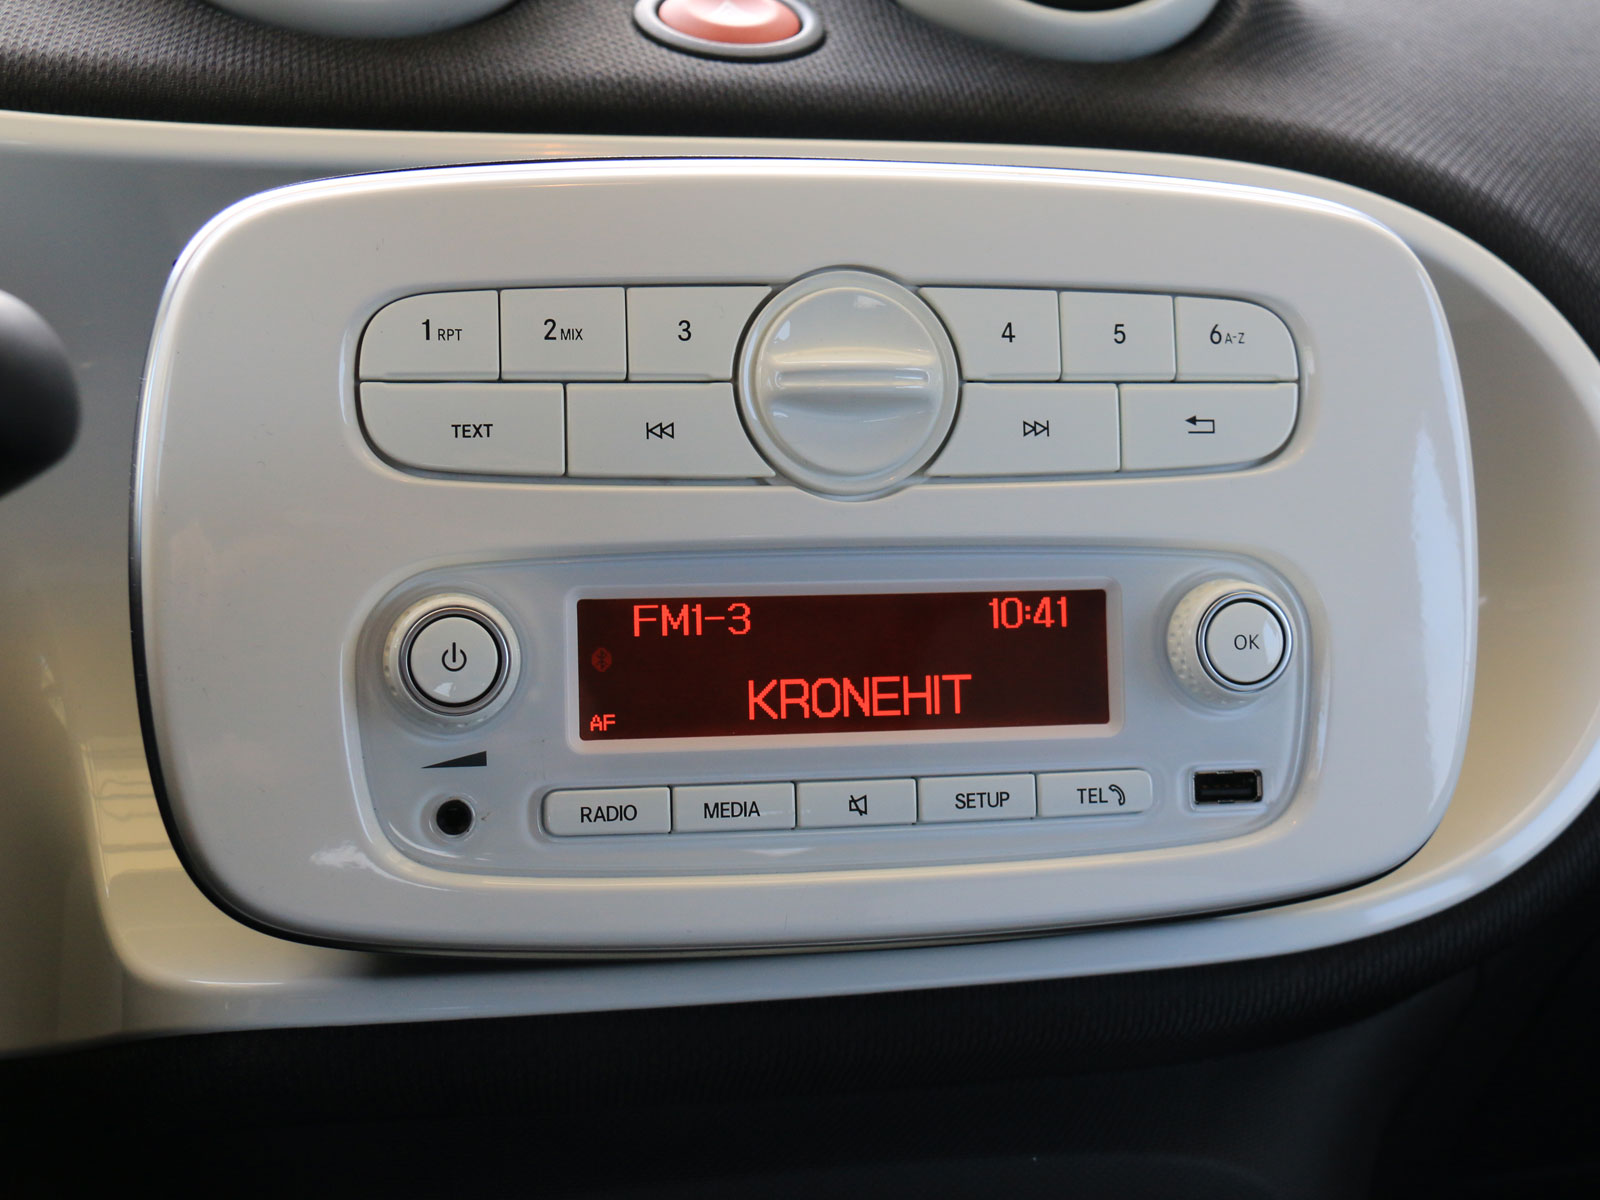 1 RPT 2 MIX 3 4 5 6 A-Z
TEXT
FM1-3 10:41
KRONEHIT
AF
OK
RADIO MEDIA SETUP TEL